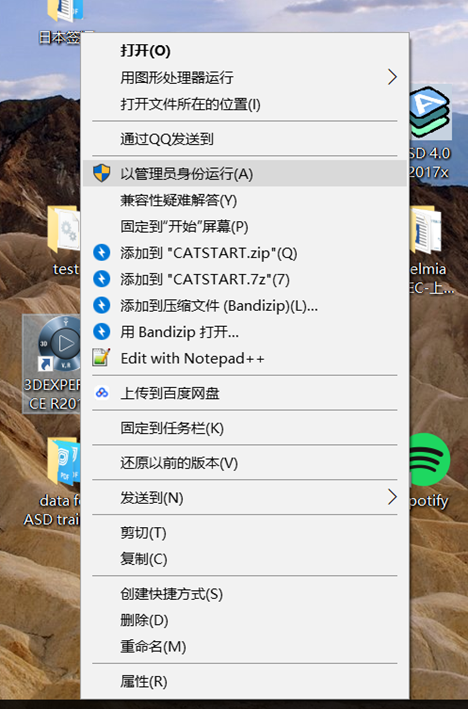 日本签
打开(O)
用图形处理器运行
打开文件所在的位置(I)
通过QQ发送到
以管理员身份运行(A)
兼容性疑难解答(Y)
固定到"开始"屏幕(P)
添加到 "CATSTART.zip"(Q)
添加到 "CATSTART.7z"(7)
添加到压缩文件 (Bandizip)(L)...
用 Bandizip 打开...
Edit with Notepad++
上传到百度网盘
固定到任务栏(K)
还原以前的版本(V)
发送到(N)
剪切(T)
复制(C)
创建快捷方式(S)
删除(D)
重命名(M)
属性(R)
test
3D
V.R
3DEXPER
CE R201
PDF
data fo
ASD trai
SD 4.0
2017x
elmia
EC-上...
potify